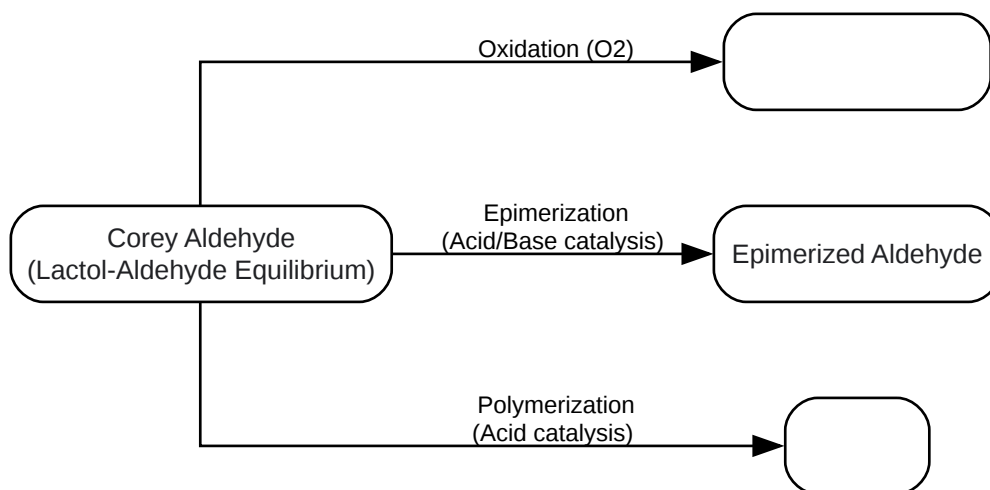 Oxidation (O2)
Corey Aldehyde
(Lactol-Aldehyde Equilibrium)
Epimerization
(Acid/Base catalysis)
Epimerized Aldehyde
Polymerization
(Acid catalysis)